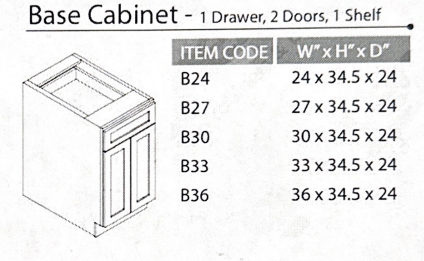 Base Cabinet - 1 Drawer, 2 Doors, 1 Shelf
ITEM CODE W" x H" x D"
B24 24 x 34.5 x 24
B27 27 x 34.5 x 24
B30 30 x 34.5 x 24
B33 33 x 34.5 x 24
B36 36 x 34.5 x 24